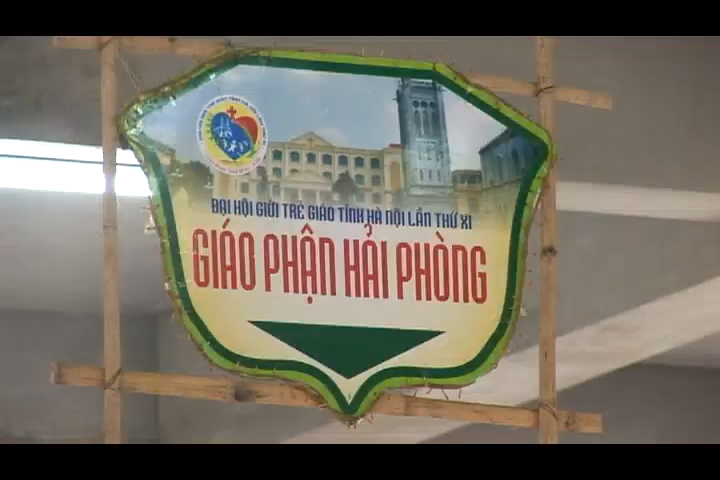 ĐẠI HỘI GIỚI TRẺ GIÁO TỈNH HÀ NỘI LẦN THỨ XI
GIÁO PHẬN HẢI PHÒNG